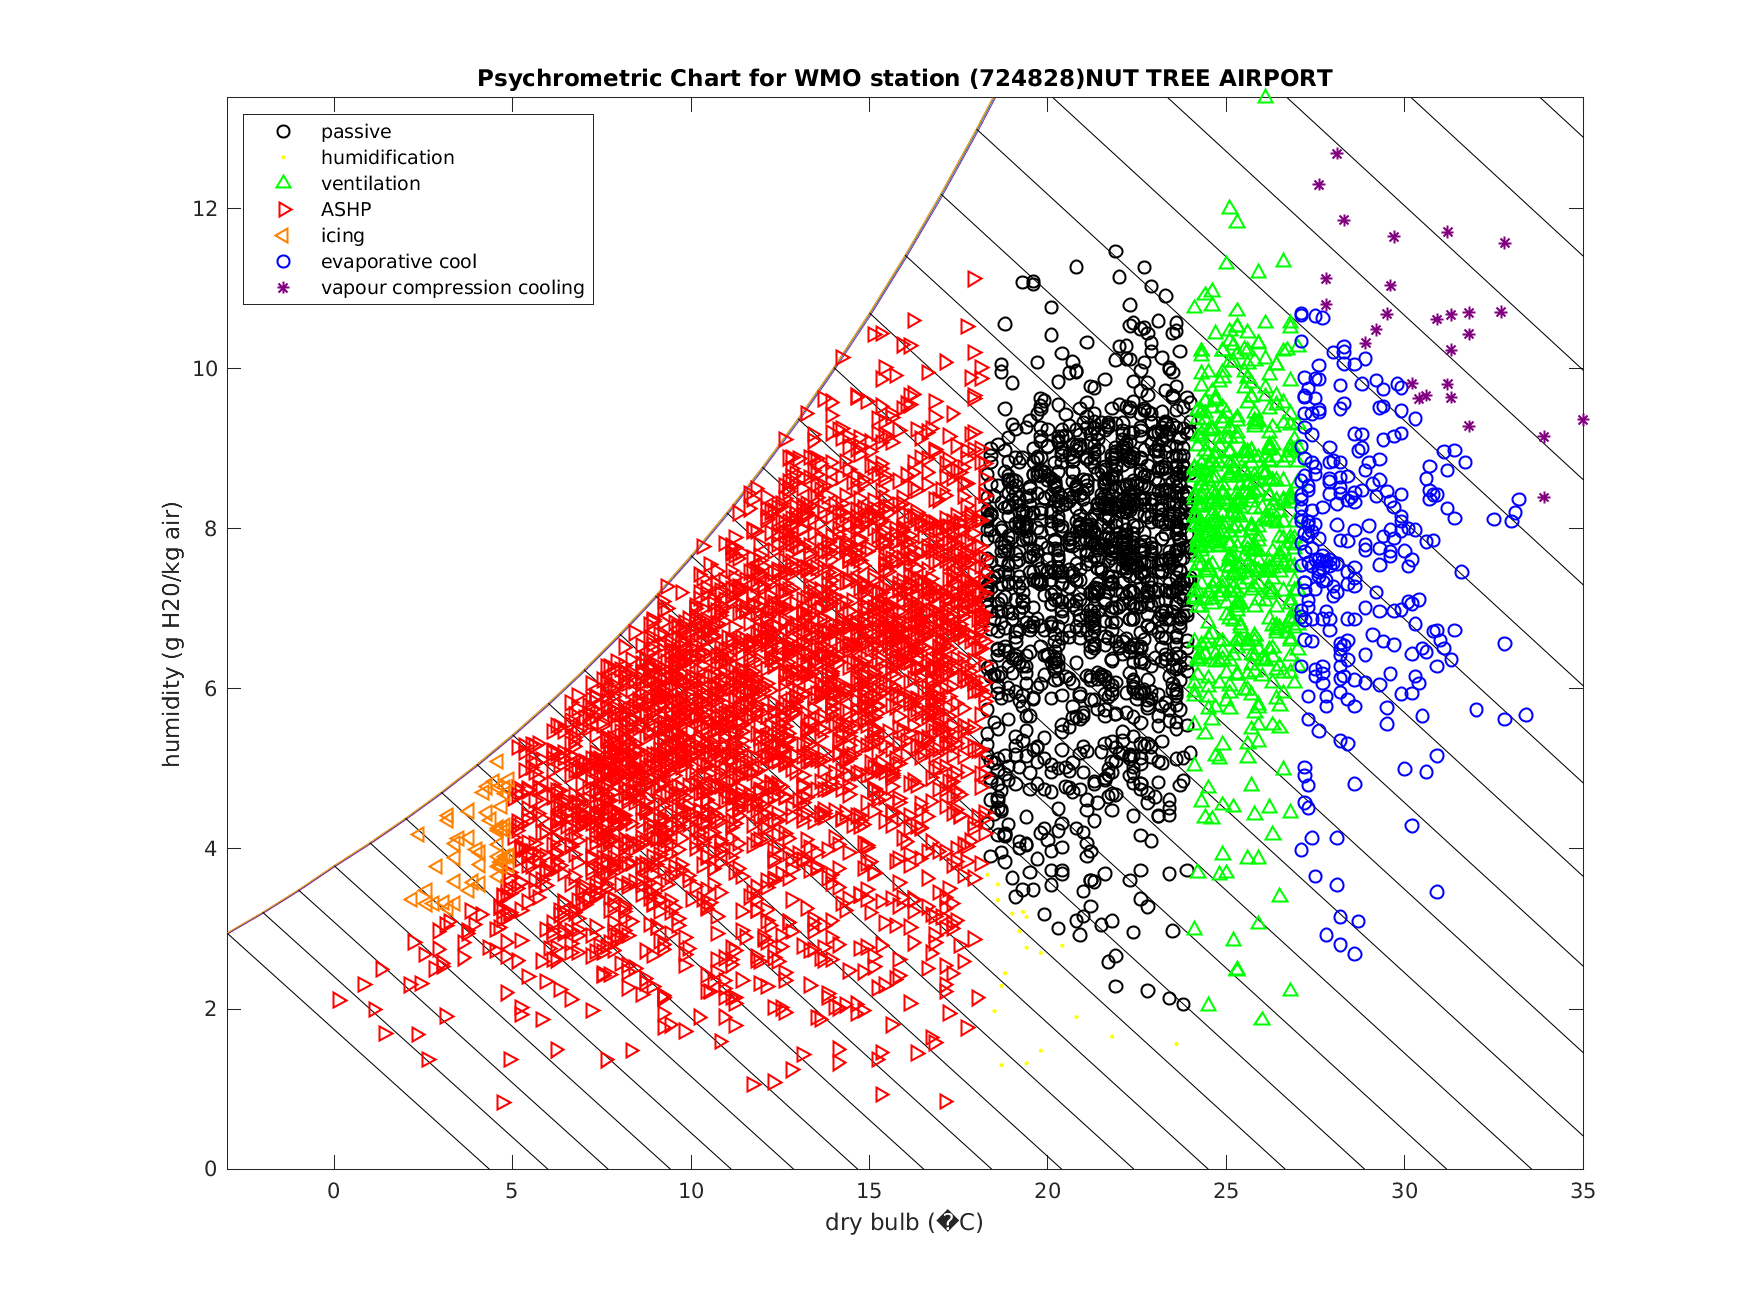 Psychrometric Chart for WMO station (724828)NUT TREE AIRPORT
passive
humidification
ventilation
ASHP
icing
evaporative cool
vapour compression cooling
humidity (g H20/kg air)
12
10
8
6
4
2
0
0 5 10 15 20 25 30 35
dry bulb (�C)